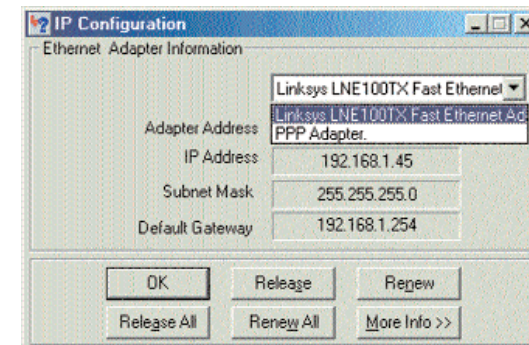 IP Configuration
Ethernet Adapter Information
Linksys LNE100TX Fast Ethernet
Linksys LNE100TX Fast Ethernet Ad
PPP Adapter.
Adapter Address
IP Address 192.168.1.45
Subnet Mask 255.255.255.0
Default Gateway 192.168.1.254
OK Release Renew
Release All Renew All More Info >>